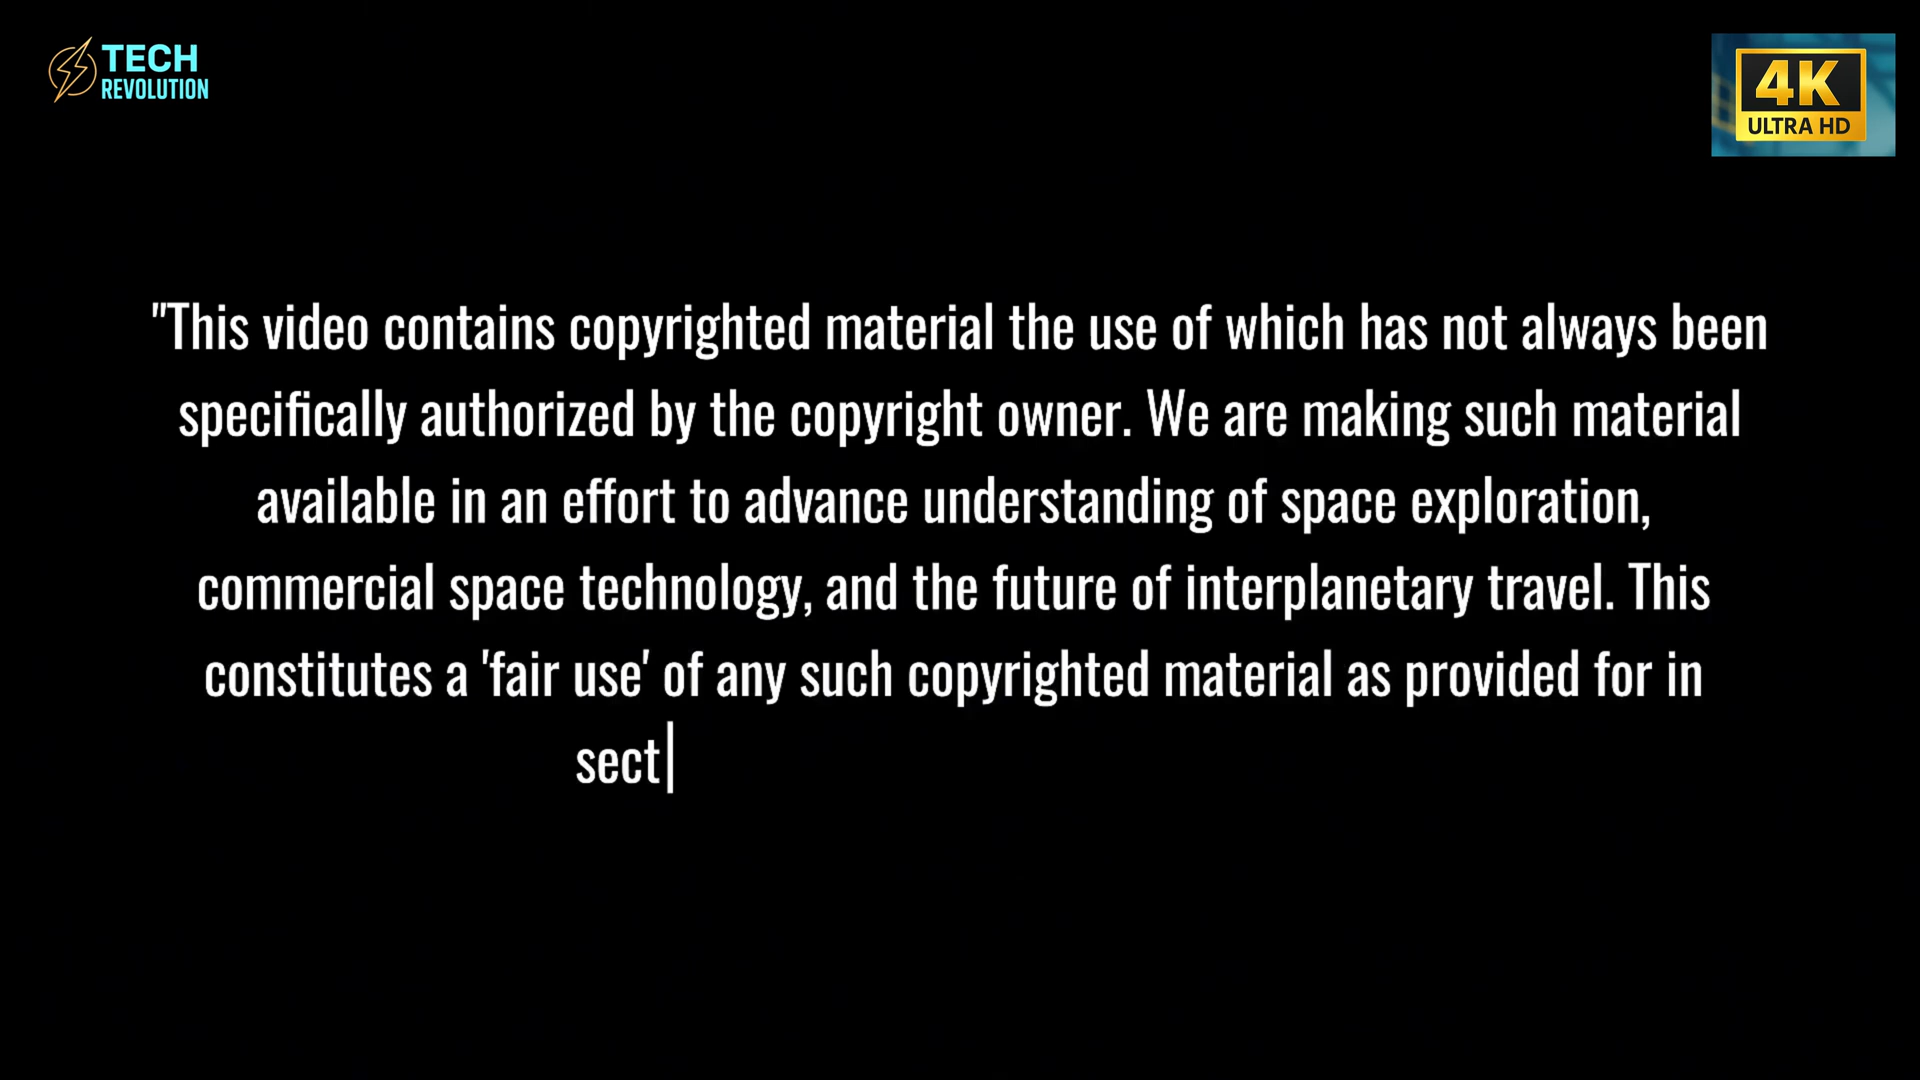 TECH
REVOLUTION
4K
ULTRA HD
"This video contains copyrighted material the use of which has not always been
specifically authorized by the copyright owner. We are making such material
available in an effort to advance understanding of space exploration,
commercial space technology, and the future of interplanetary travel. This
constitutes a 'fair use' of any such copyrighted material as provided for in
sect